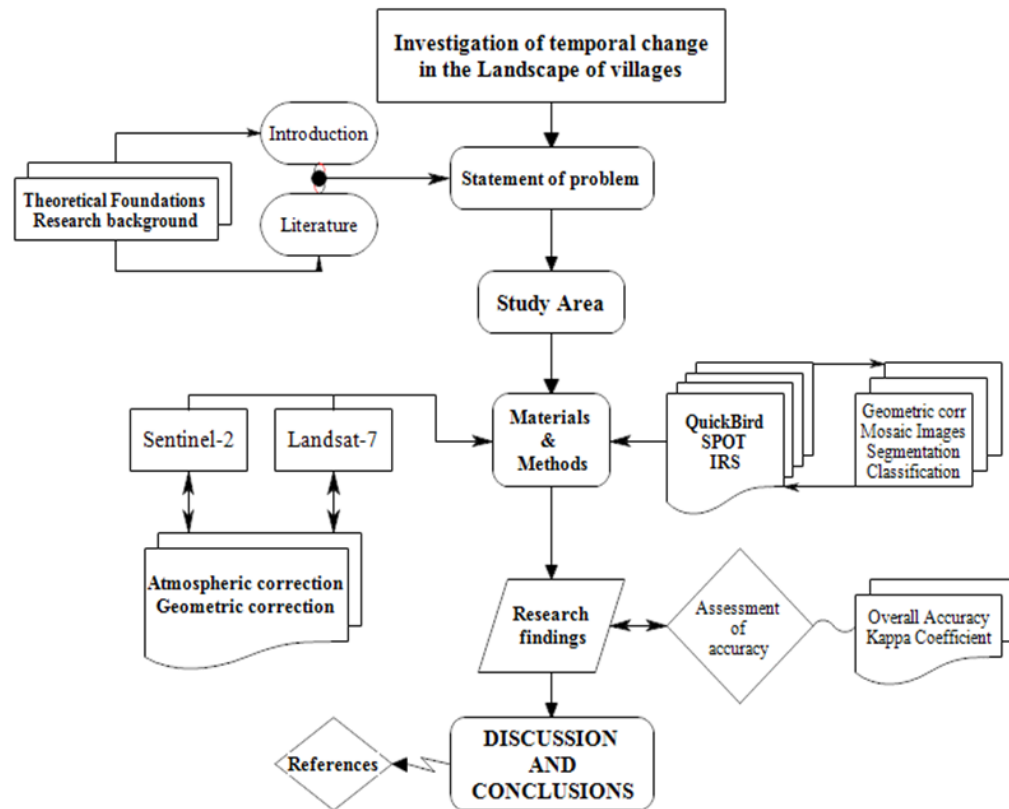 Investigation of temporal change
in the Landscape of villages
Introduction
Theoretical Foundations
Research background
Literature
Statement of problem
Study Area
Sentinel-2
Landsat-7
Materials
&
Methods
QuickBird
SPOT
IRS
Geometric corr
Mosaic Images
Segmentation
Classification
Atmospheric correction
Geometric correction
Research
findings
Assessment
of
accuracy
Overall Accuracy
Kappa Coefficient
References
DISCUSSION
AND
CONCLUSIONS